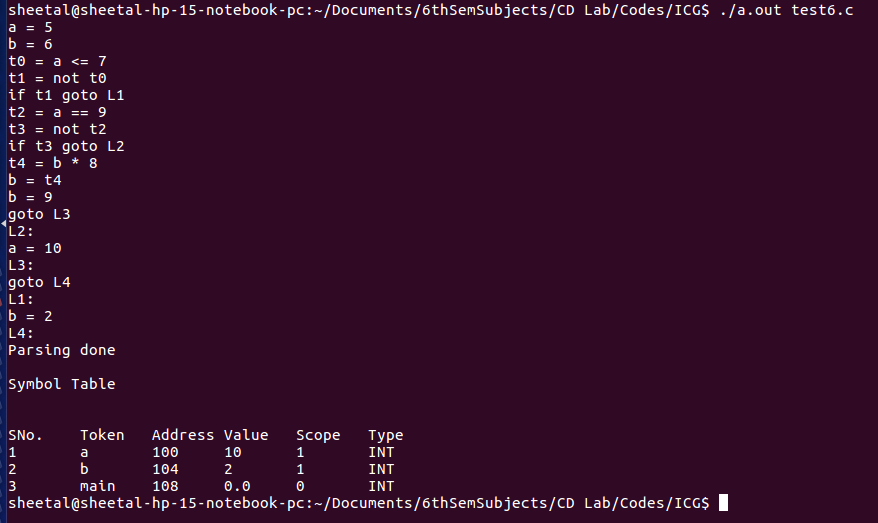 sheetal@sheetal-hp-15-notebook-pc:~/Documents/6thSemSubjects/CD Lab/Codes/ICG$ ./a.out test6.c
a = 5
b = 6
t0 = a <= 7
t1 = not t0
if t1 goto L1
t2 = a == 9
t3 = not t2
if t3 goto L2
t4 = b * 8
b = t4
b = 9
goto L3
L2:
a = 10
L3:
goto L4
L1:
b = 2
L4:
Parsing done
Symbol Table
SNo. Token Address Value Scope Type
1 a 100 10 1 INT
2 b 104 2 1 INT
3 main 108 0.0 0 INT
sheetal@sheetal-hp-15-notebook-pc:~/Documents/6thSemSubjects/CD Lab/Codes/ICG$